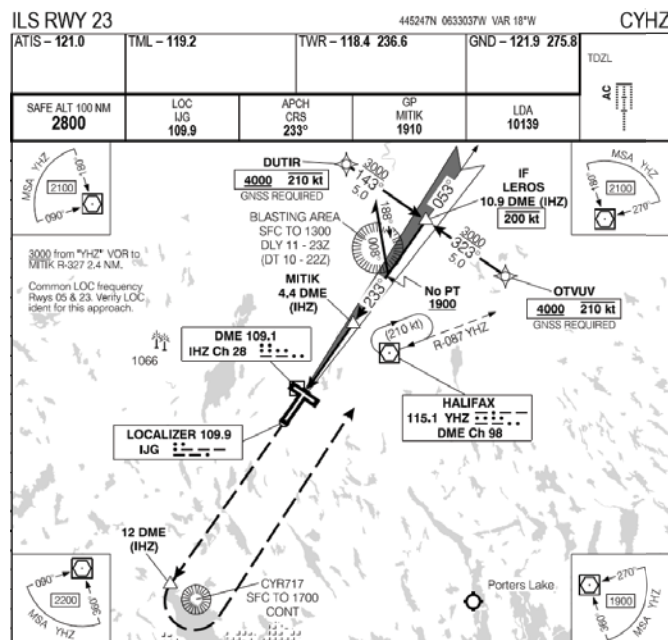 ILS RWY 23
445247N 0633037W VAR 18°W
CYHZ
ATIS – 121.0
TML – 119.2
TWR – 118.4 236.6
GND – 121.9 275.8
TDZL
AC
SAFE ALT 100 NM
2800
LOC
IJG
109.9
APCH
CRS
233°
GP
MITIK
1910
LDA
10139
MSA YHZ
180°
2100
090°
DUTIR
4000 210 kt
GNSS REQUIRED
3000
143°
5.0
053°
IF
LEROS
10.9 DME (IHZ)
200 kt
MSA YHZ
180°
2100
270°
BLASTING AREA
SFC TO 1300
DLY 11 - 23Z
(DT 10 - 22Z)
188°
800
3000
323°
5.0
3000 from "YHZ" VOR to
MITIK R-327 2.4 NM.
Common LOC frequency
Rwys 05 & 23. Verify LOC
ident for this approach.
MITIK
4.4 DME
(IHZ)
233°
No PT
1900
OTVUV
4000 210 kt
GNSS REQUIRED
1066
DME 109.1
IHZ Ch 28
(210 kt)
R-087 YHZ
LOCALIZER 109.9
IJG
HALIFAX
115.1 YHZ
DME Ch 98
12 DME
(IHZ)
CYR717
SFC TO 1700
CONT
Porters Lake
090°
2200
360°
MSA YHZ
270°
1900
360°
MSA YHZ